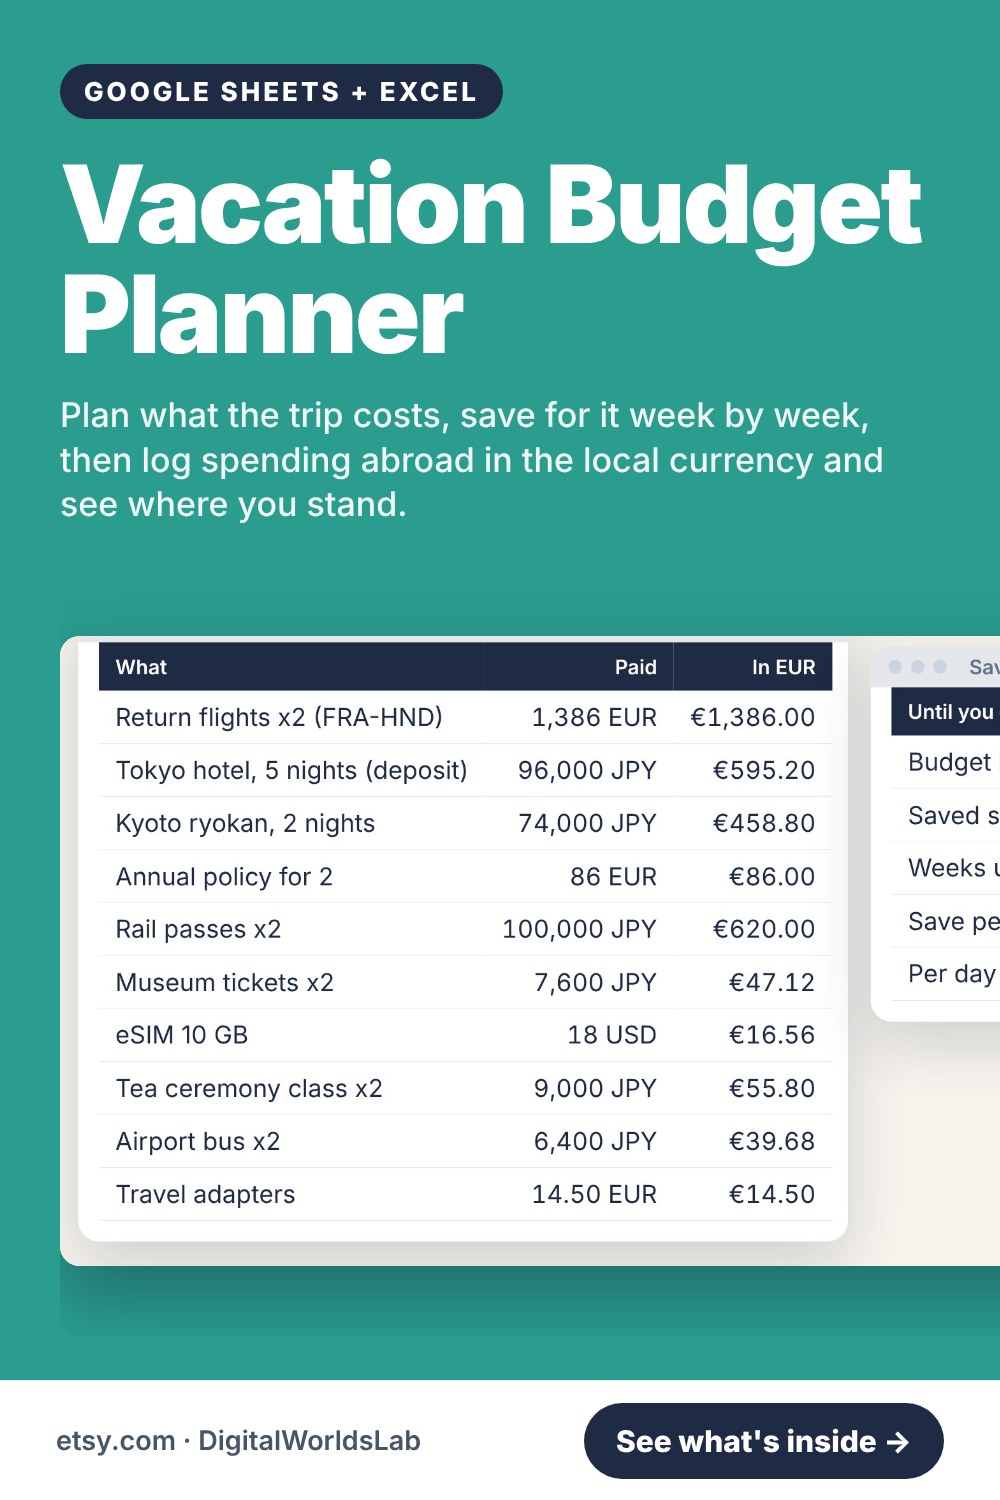 GOOGLE SHEETS + EXCEL
Vacation Budget
Planner
Plan what the trip costs, save for it week by week,
then log spending abroad in the local currency and
see where you stand.
What Paid In EUR
Return flights x2 (FRA-HND) 1,386 EUR €1,386.00
Tokyo hotel, 5 nights (deposit) 96,000 JPY €595.20
Kyoto ryokan, 2 nights 74,000 JPY €458.80
Annual policy for 2 86 EUR €86.00
Rail passes x2 100,000 JPY €620.00
Museum tickets x2 7,600 JPY €47.12
eSIM 10 GB 18 USD €16.56
Tea ceremony class x2 9,000 JPY €55.80
Airport bus x2 6,400 JPY €39.68
Travel adapters 14.50 EUR €14.50
Until you
Budget
Saved
Weeks
Save
Per day
etsy.com · DigitalWorldsLab
See what's inside →